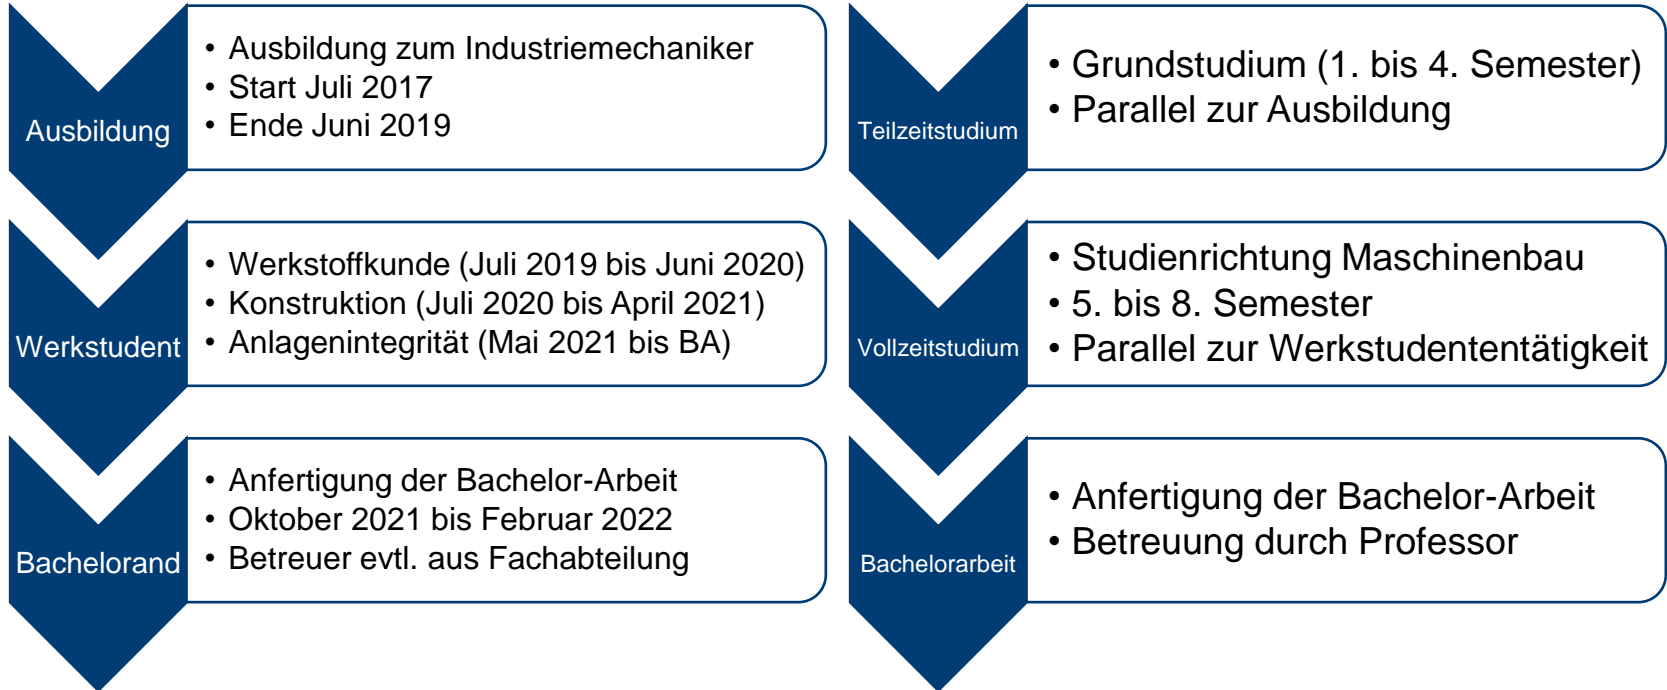 Ausbildung
• Ausbildung zum Industriemechaniker
• Start Juli 2017
• Ende Juni 2019
Werkstudent
• Werkstoffkunde (Juli 2019 bis Juni 2020)
• Konstruktion (Juli 2020 bis April 2021)
• Anlagenintegrität (Mai 2021 bis BA)
Bachelorand
• Anfertigung der Bachelor-Arbeit
• Oktober 2021 bis Februar 2022
• Betreuer evtl. aus Fachabteilung
Teilzeitstudium
• Grundstudium (1. bis 4. Semester)
• Parallel zur Ausbildung
Vollzeitstudium
• Studienrichtung Maschinenbau
• 5. bis 8. Semester
• Parallel zur Werkstudententätigkeit
Bachelorarbeit
• Anfertigung der Bachelor-Arbeit
• Betreuung durch Professor